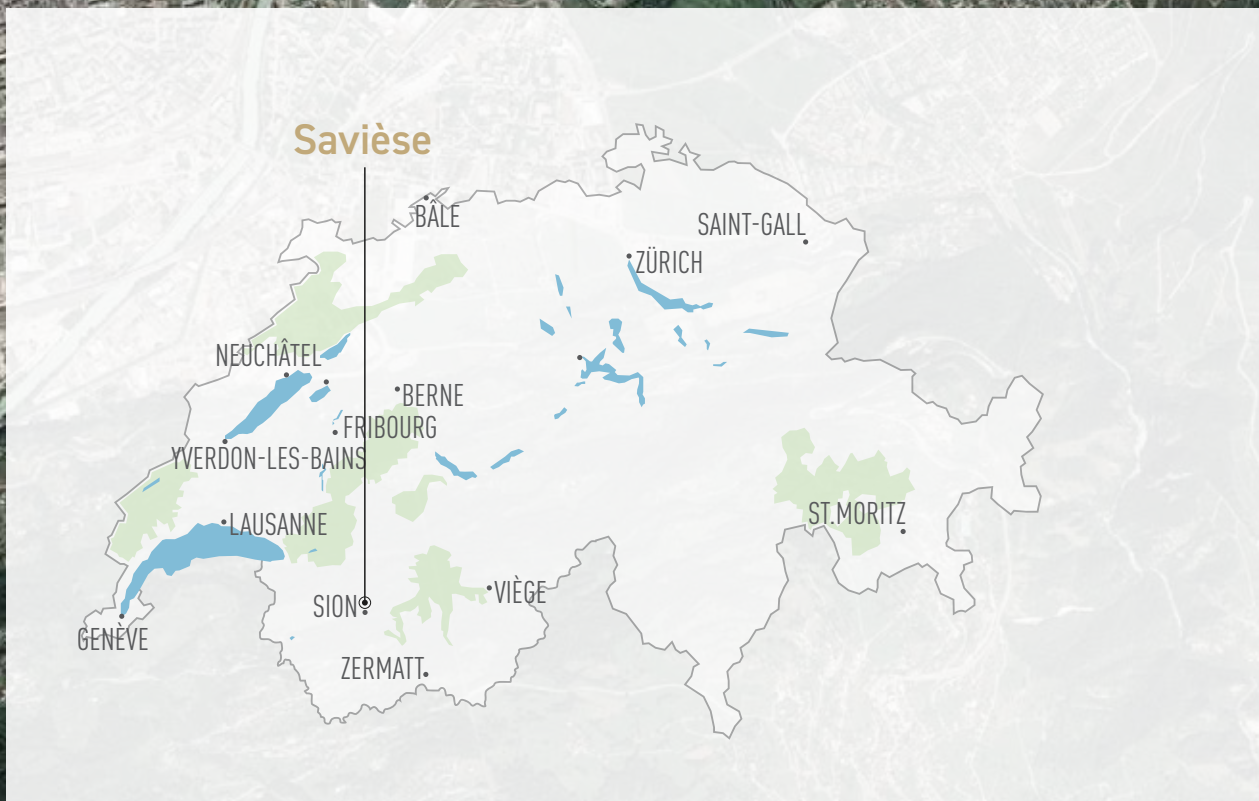 Savièse
BÂLE
SAINT-GALL
ZÜRICH
NEUCHÂTEL
BERNE
FRIBOURG
YVERDON-LES-BAINS
ST.MORITZ
LAUSANNE
VIÈGE
SION
GENÈVE
ZERMATT